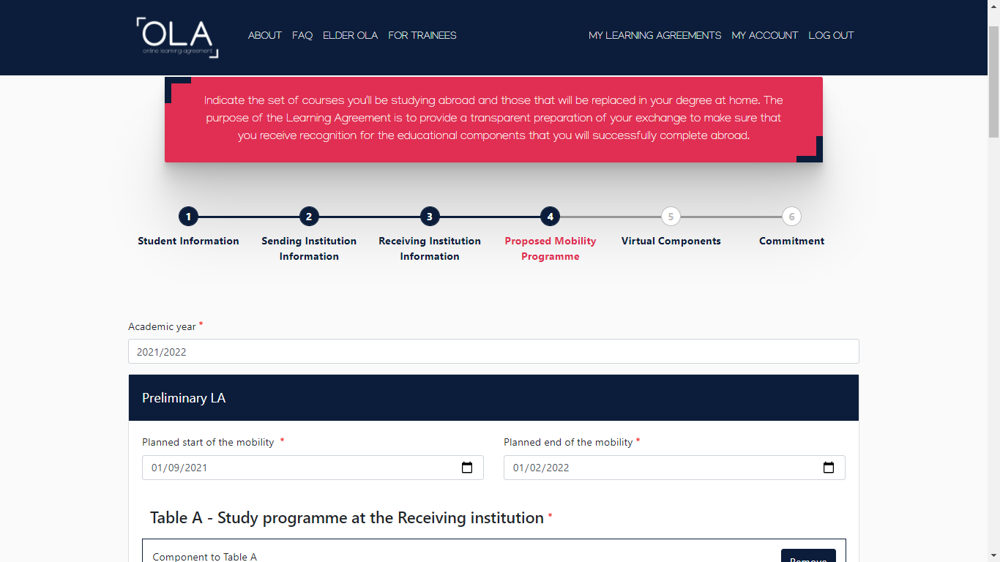 OLA
online learning agreement
ABOUT FAQ ELDER OLA FOR TRAINEES MY LEARNING AGREEMENTS MY ACCOUNT LOG OUT
Indicate the set of courses you'll be studying abroad and those that will be replaced in your degree at home. The
purpose of the Learning Agreement is to provide a transparent preparation of your exchange to make sure that
you receive recognition for the educational components that you will successfully complete abroad.
1 2 3 4 5 6
Student Information
Sending Institution
Information
Receiving Institution
Information
Proposed Mobility
Programme
Virtual Components
Commitment
Academic year *
2021/2022
Preliminary LA
Planned start of the mobility *
01/09/2021
Planned end of the mobility *
01/02/2022
Table A - Study programme at the Receiving institution *
Component to Table A
Remove